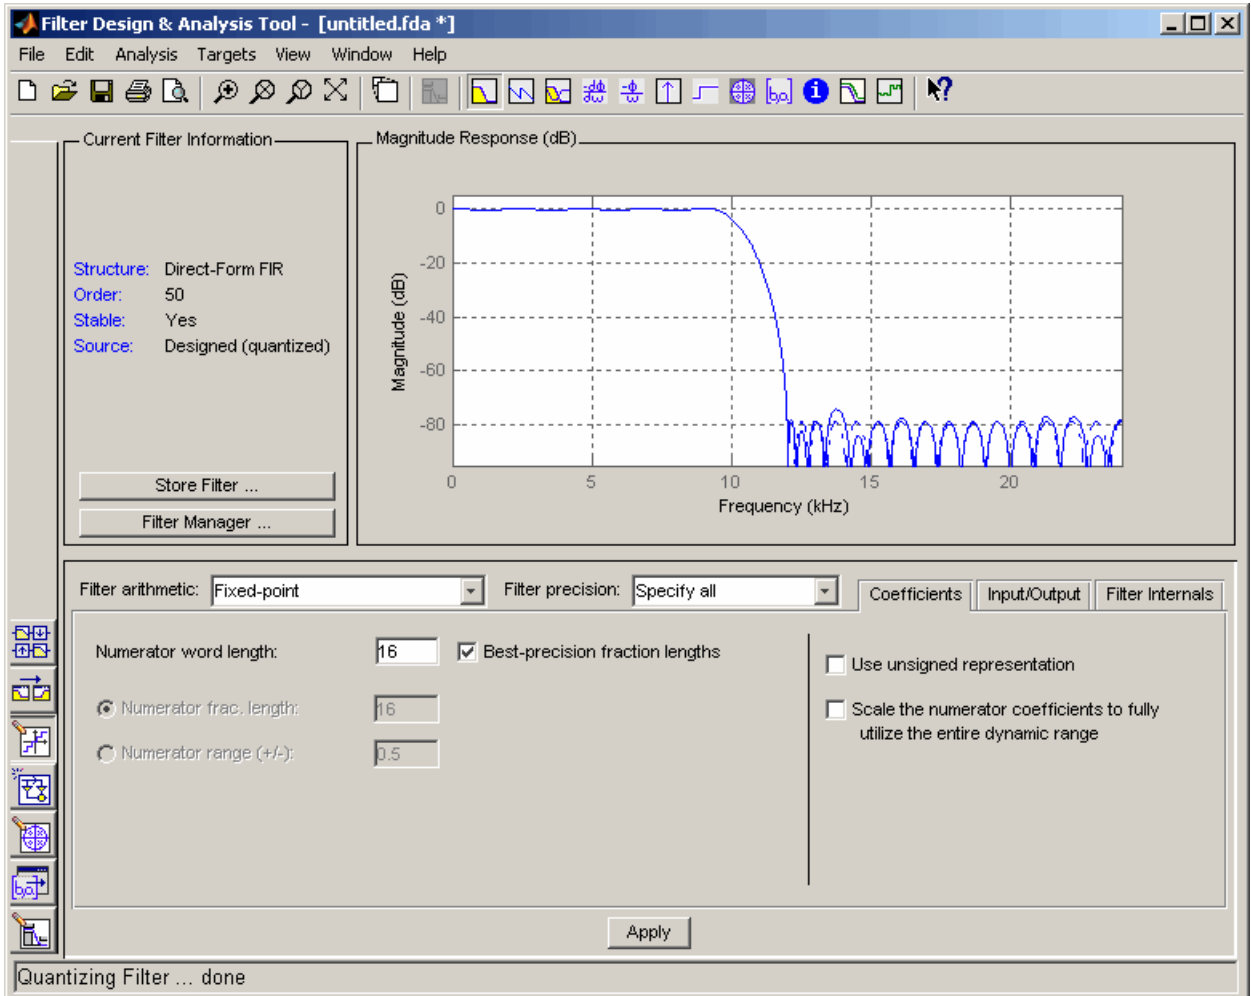 Filter Design & Analysis Tool - [untitled.fda *]
File Edit Analysis Targets View Window Help
Current Filter Information
Structure: Direct-Form FIR
Order: 50
Stable: Yes
Source: Designed (quantized)
Store Filter ...
Filter Manager ...
Magnitude Response (dB)
Magnitude (dB)
0
-20
-40
-60
-80
0 5 10 15 20
Frequency (kHz)
Filter arithmetic: Fixed-point Filter precision: Specify all Coefficients Input/Output Filter Internals
Numerator word length: 16 Best-precision fraction lengths
Numerator frac. length: 16
Numerator range (+/-): 0.5
Use unsigned representation
Scale the numerator coefficients to fully
utilize the entire dynamic range
Apply
Quantizing Filter ... done